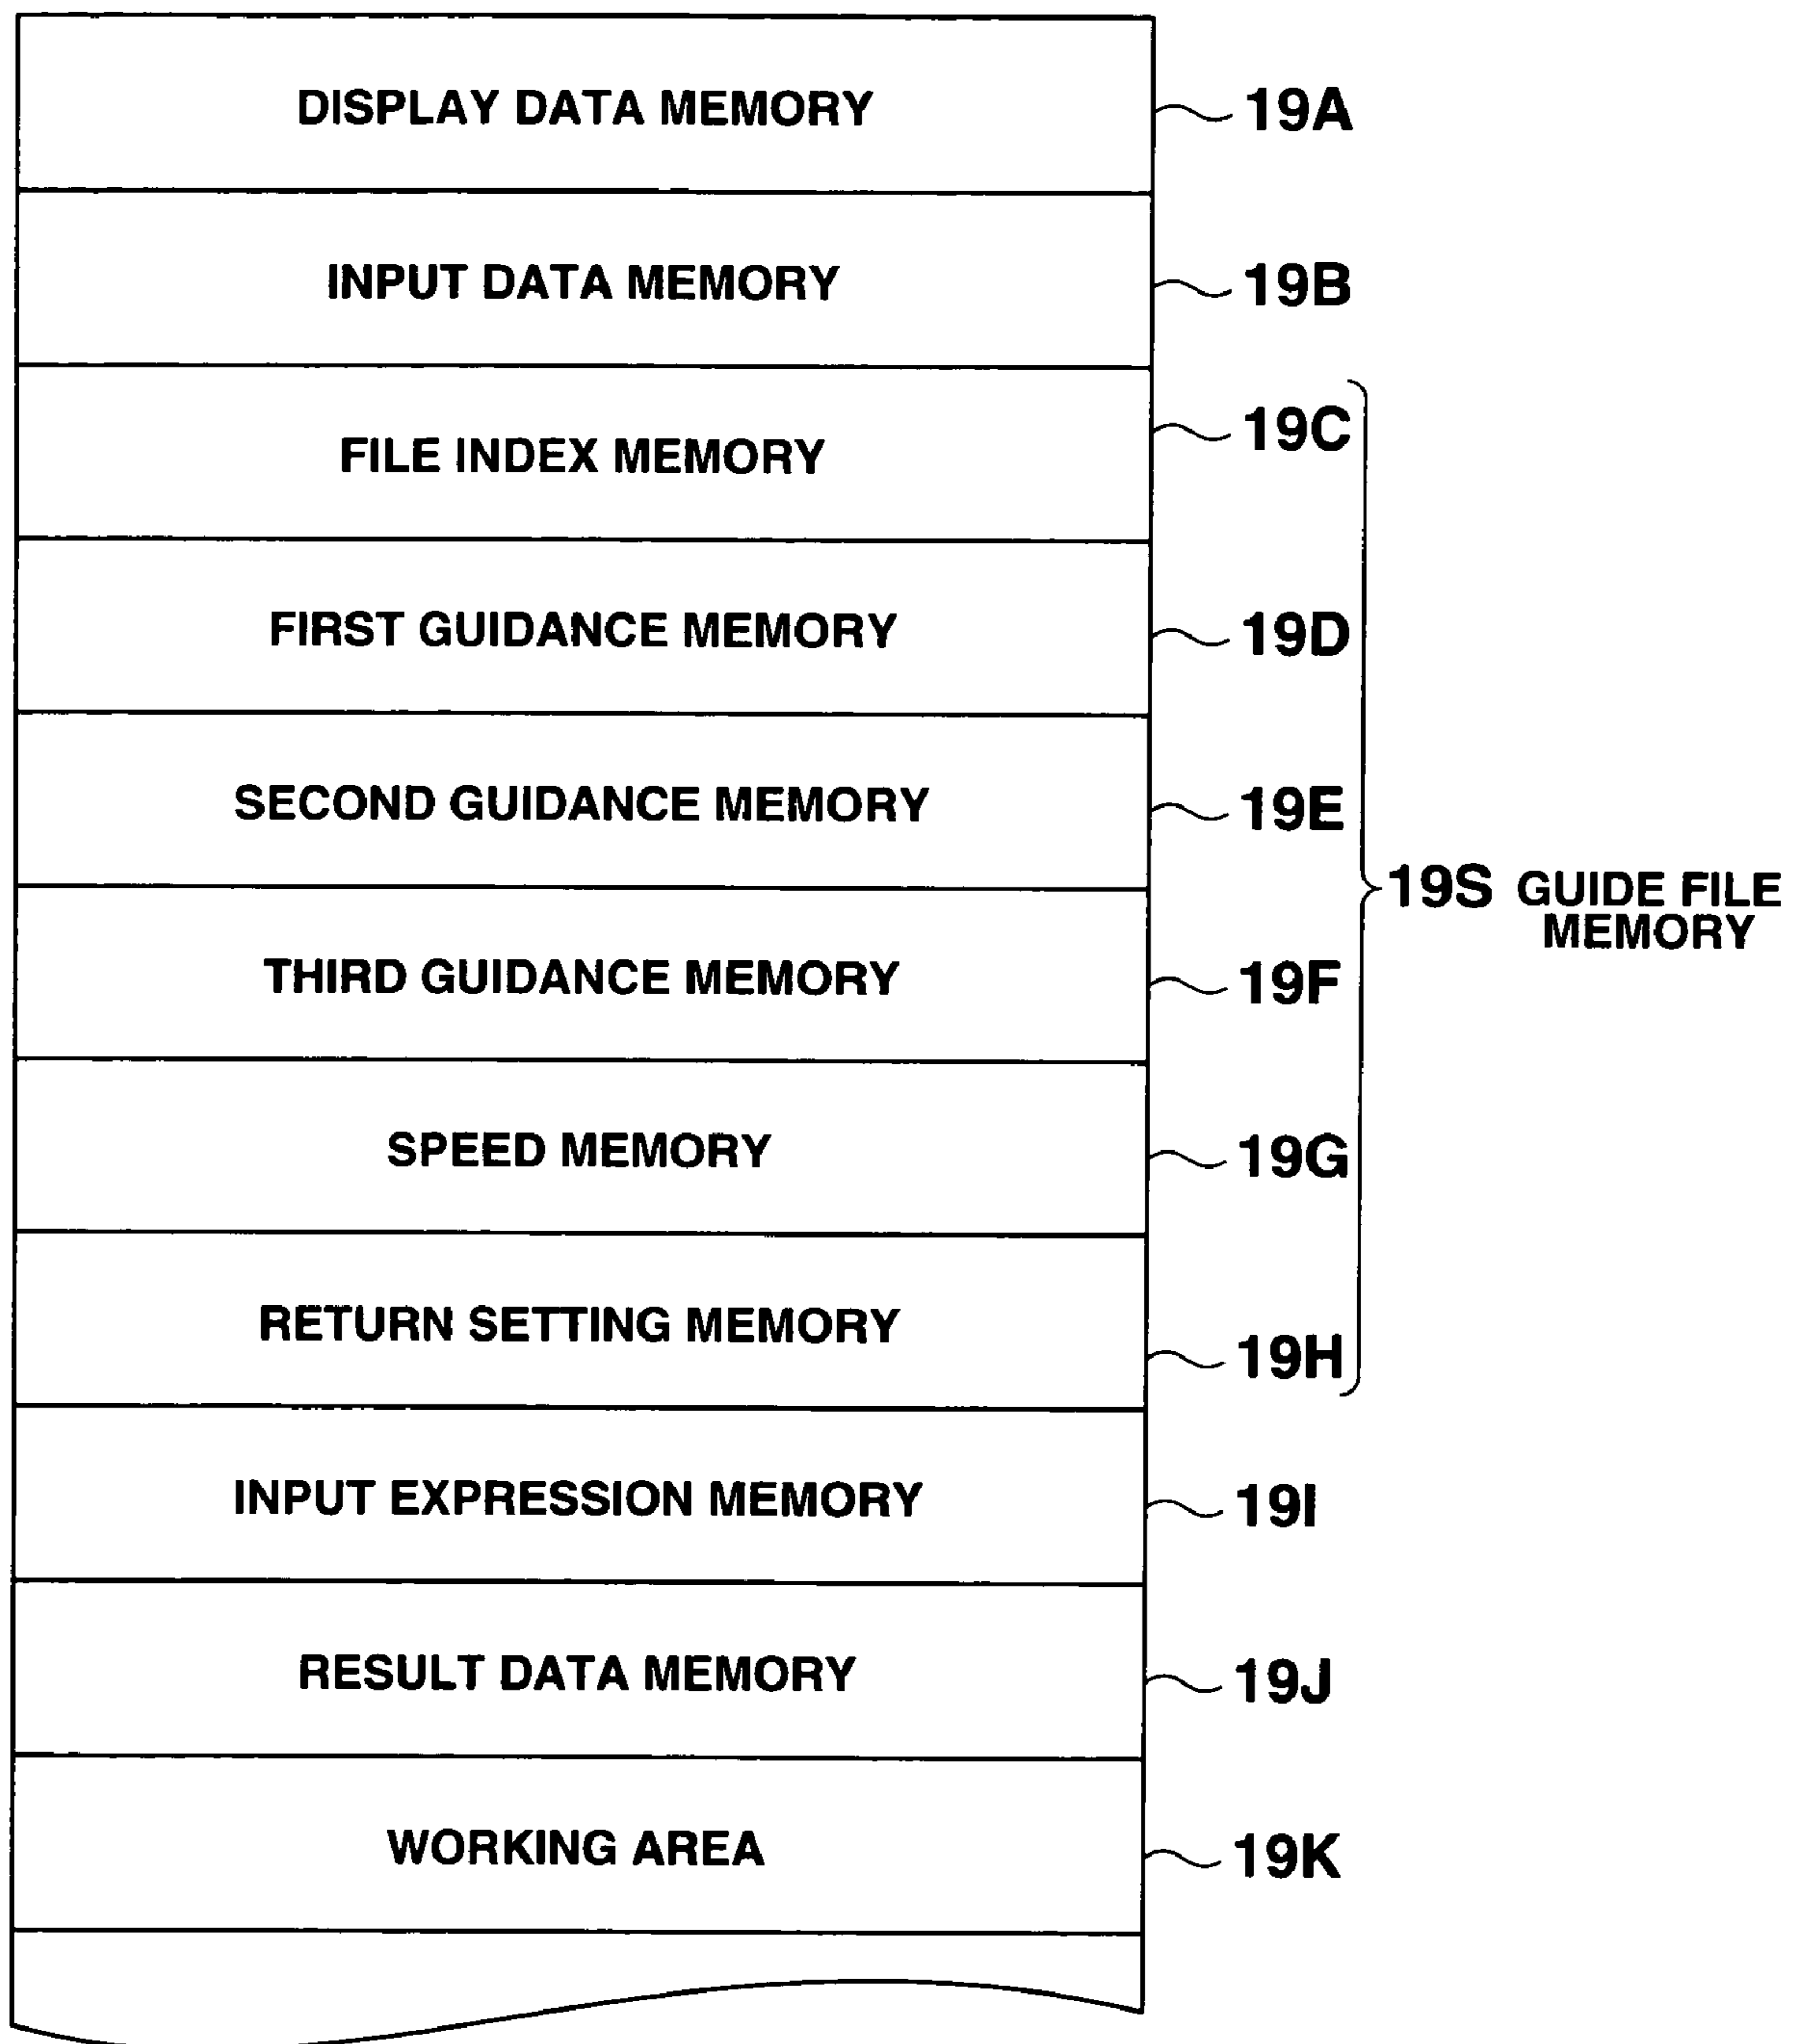 DISPLAY DATA MEMORY 19A
INPUT DATA MEMORY 19B
FILE INDEX MEMORY 19C
FIRST GUIDANCE MEMORY 19D
SECOND GUIDANCE MEMORY 19E
19S GUIDE FILE
MEMORY
THIRD GUIDANCE MEMORY 19F
SPEED MEMORY 19G
RETURN SETTING MEMORY 19H
INPUT EXPRESSION MEMORY 19I
RESULT DATA MEMORY 19J
WORKING AREA 19K